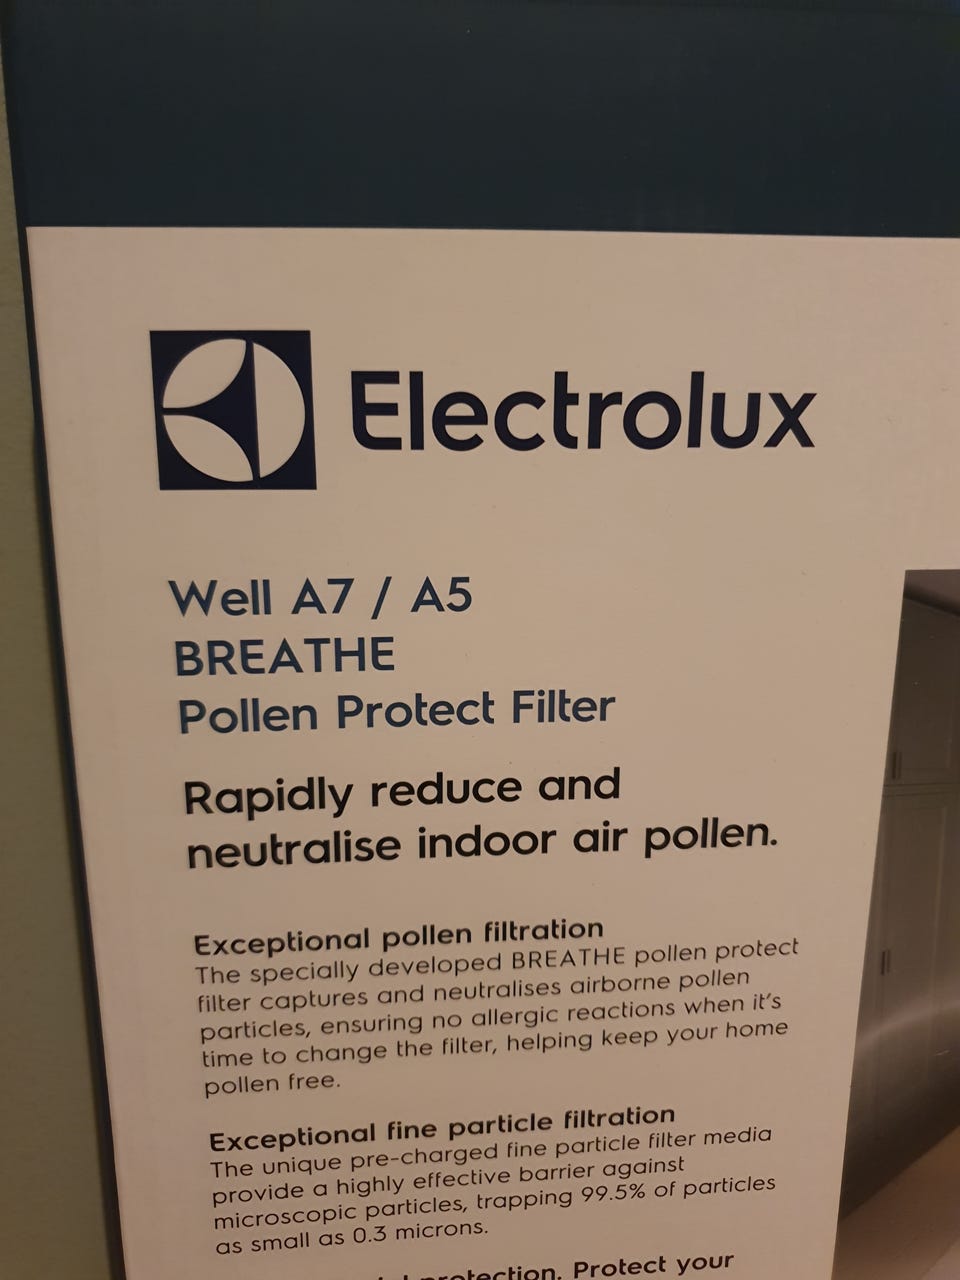 Electrolux
Well A7 / A5
BREATHE
Pollen Protect Filter
Rapidly reduce and
neutralise indoor air pollen.
Exceptional pollen filtration
The specially developed BREATHE pollen protect
filter captures and neutralises airborne pollen
particles, ensuring no allergic reactions when it's
time to change the filter, helping keep your home
pollen free.
Exceptional fine particle filtration
The unique pre-charged fine particle filter media
provide a highly effective barrier against
microscopic particles, trapping 99.5% of particles
as small as 0.3 microns.
protection. Protect your